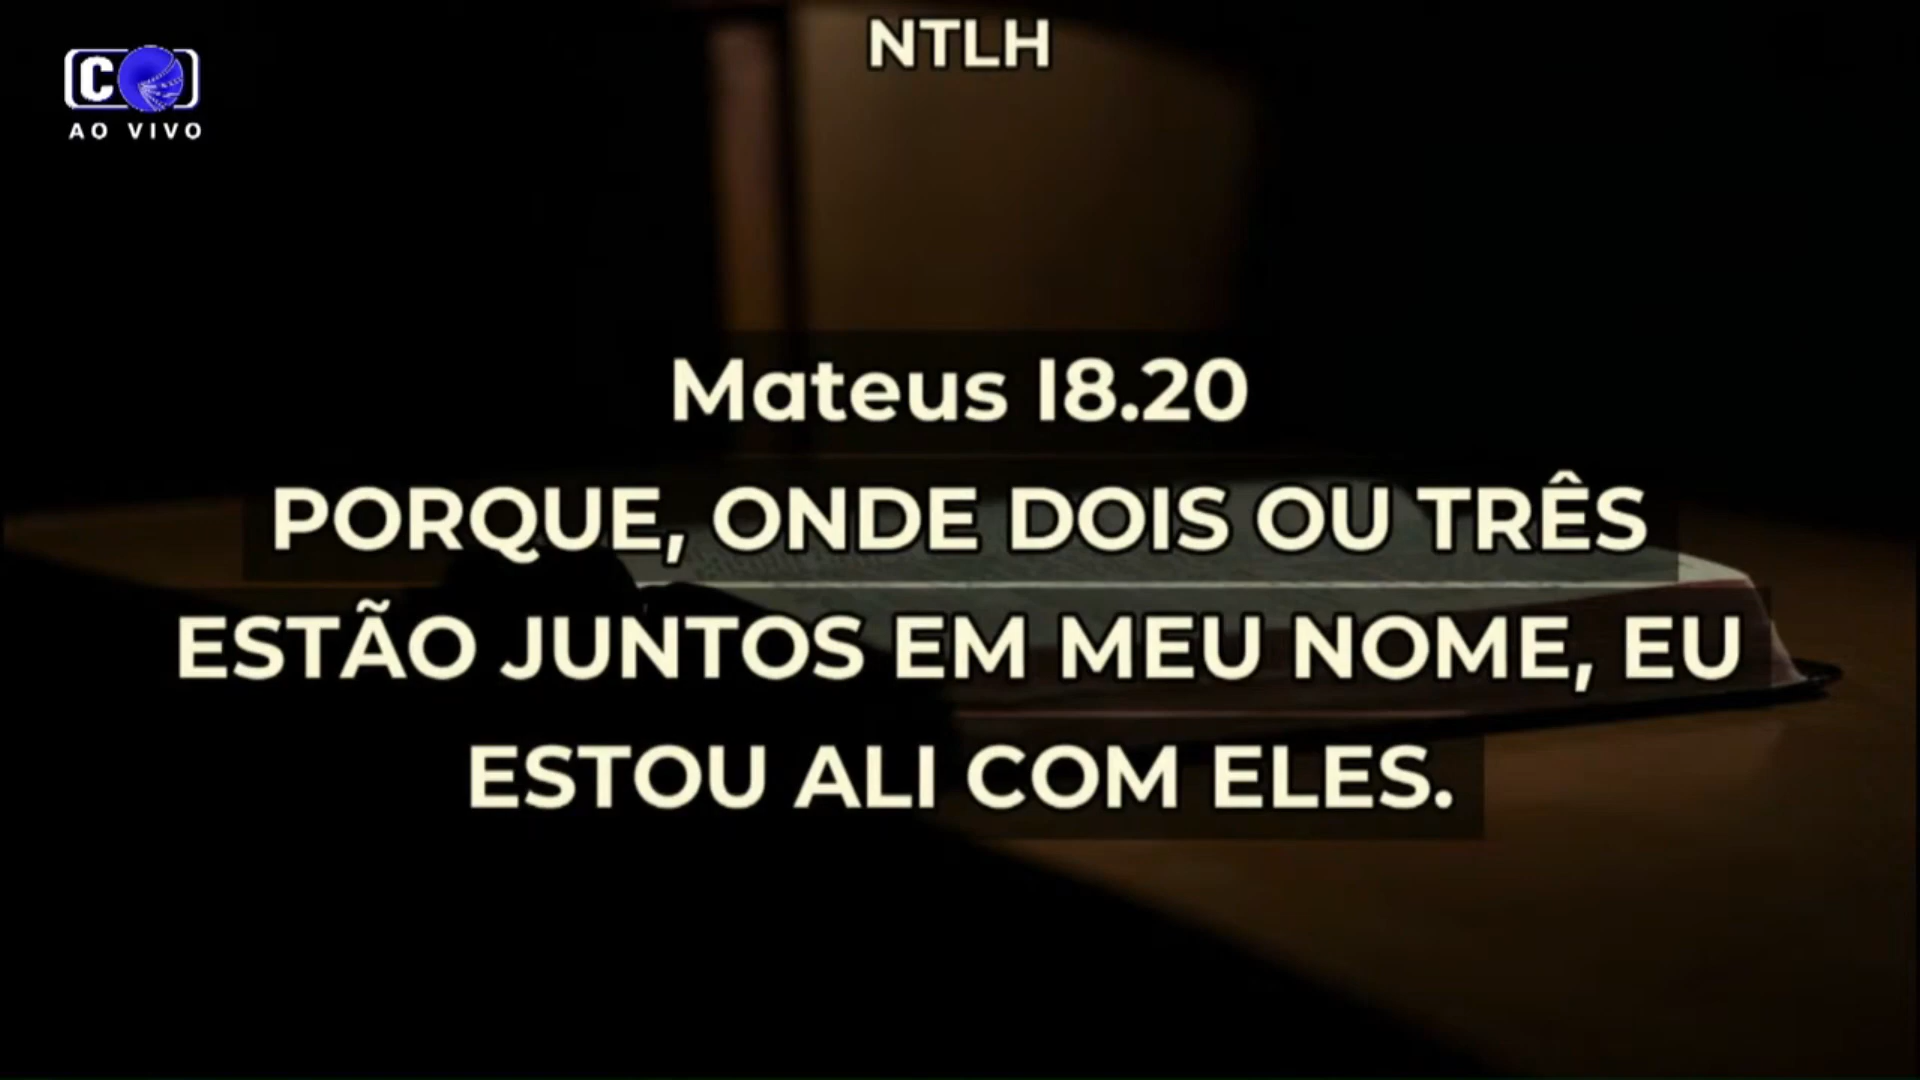 NTLH
C
AO VIVO
Mateus 18.20
PORQUE, ONDE DOIS OU TRÊS
ESTÃO JUNTOS EM MEU NOME, EU
ESTOU ALI COM ELES.